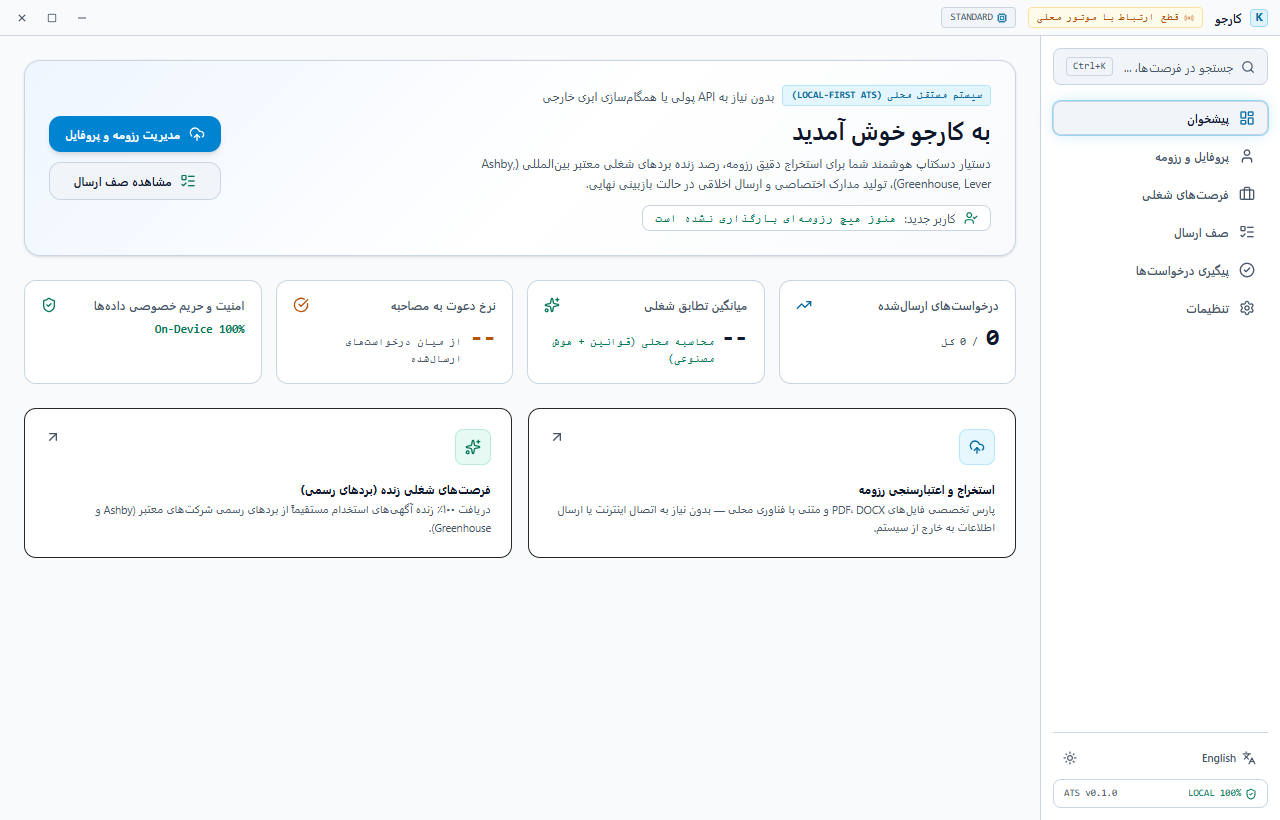 K کارجو
قطع ارتباط با موتور محلی
STANDARD
جستجو در فرصت‌ها، ...
Ctrl+K
پیشخوان
پروفایل و رزومه
فرصت‌های شغلی
صف ارسال
پیگیری درخواست‌ها
تنظیمات
English
LOCAL 100%
ATS v0.1.0
سیستم مستقل محلی (LOCAL-FIRST ATS)
بدون نیاز به API پولی یا همگام‌سازی ابری خارجی
به کارجو خوش آمدید
دستیار دسکتاپ هوشمند شما برای استخراج دقیق رزومه، رصد زنده بردهای شغلی معتبر بین‌المللی (Ashby,
Greenhouse, Lever)، تولید مدارک اختصاصی و ارسال اخلاقی در حالت بازبینی نهایی.
کاربر جدید: هنوز هیچ رزومه‌ای بارگذاری نشده است
مدیریت رزومه و پروفایل
مشاهده صف ارسال
درخواست‌های ارسال‌شده
0 / 0 کل
میانگین تطابق شغلی
-- محاسبه محلی (قوانین + هوش
مصنوعی)
نرخ دعوت به مصاحبه
-- از میان درخواست‌های
ارسال‌شده
امنیت و حریم خصوصی داده‌ها
On-Device 100%
استخراج و اعتبارسنجی رزومه
پارس تخصصی فایل‌های PDF، DOCX و متنی با فناوری محلی — بدون نیاز به اتصال اینترنت یا ارسال
اطلاعات به خارج از سیستم.
فرصت‌های شغلی زنده (بردهای رسمی)
دریافت ۱۰۰٪ زنده آگهی‌های استخدام مستقیماً از بردهای رسمی شرکت‌های معتبر (Ashby و
Greenhouse).